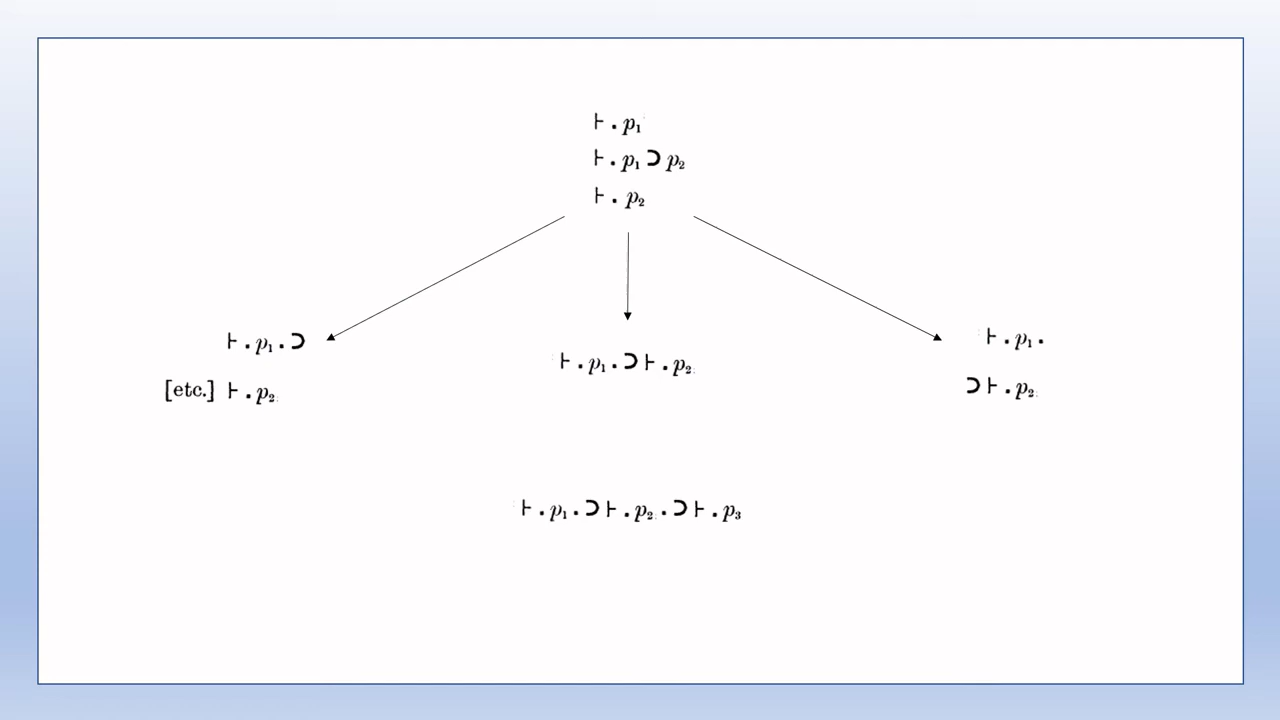 ⊢ . p₁
⊢ . p₁ ⊃ p₂
⊢ . p₂
⊢ . p₁ . ⊃
[etc.] ⊢ . p₂
⊢ . p₁ . ⊃ ⊢ . p₂
⊢ . p₁ .
⊃ ⊢ . p₂
⊢ . p₁ . ⊃ ⊢ . p₂ . ⊃ ⊢ . p₃